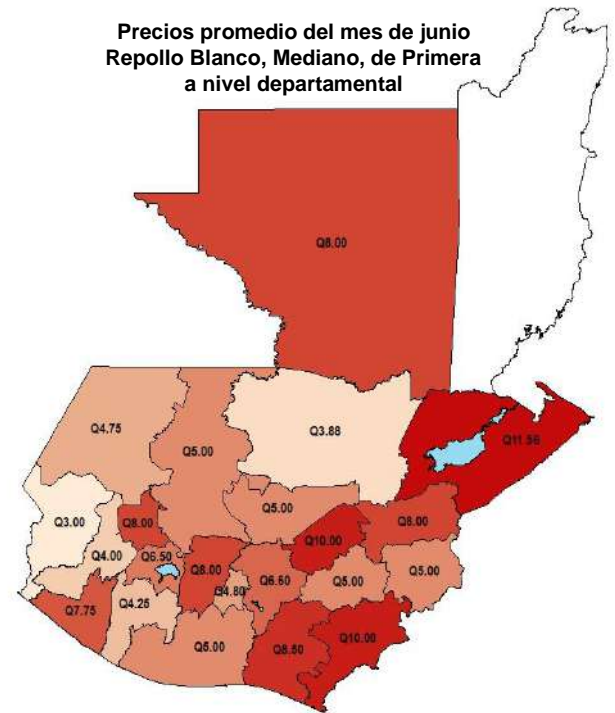 Precios promedio del mes de junio
Repollo Blanco, Mediano, de Primera
a nivel departamental
Q8.00
Q4.75
Q5.00
Q3.88
Q11.56
Q3.00
Q8.00
Q5.00
Q10.00
Q8.00
Q4.00
Q6.50
Q8.00
Q4.80
Q6.60
Q5.00
Q5.00
Q7.75
Q4.25
Q5.00
Q8.50
Q10.00